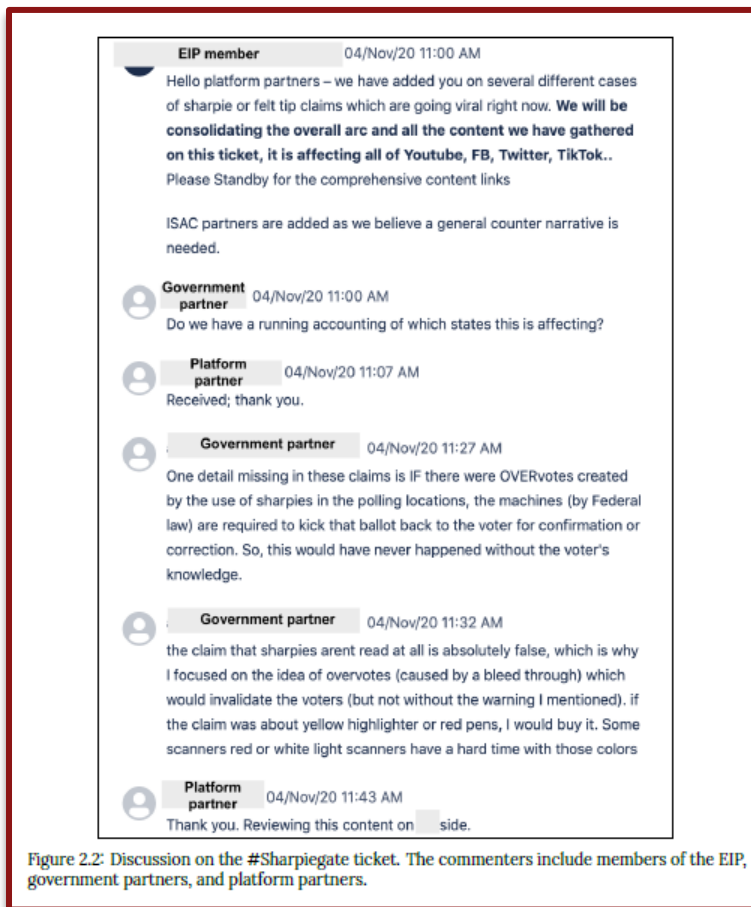 EIP member 04/Nov/20 11:00 AM
Hello platform partners – we have added you on several different cases
of sharpie or felt tip claims which are going viral right now. We will be
consolidating the overall arc and all the content we have gathered
on this ticket, it is affecting all of Youtube, FB, Twitter, TikTok..
Please Standby for the comprehensive content links
ISAC partners are added as we believe a general counter narrative is
needed.
Government
partner 04/Nov/20 11:00 AM
Do we have a running accounting of which states this is affecting?
Platform
partner 04/Nov/20 11:07 AM
Received; thank you.
Government partner 04/Nov/20 11:27 AM
One detail missing in these claims is IF there were OVERvotes created
by the use of sharpies in the polling locations, the machines (by Federal
law) are required to kick that ballot back to the voter for confirmation or
correction. So, this would have never happened without the voter's
knowledge.
Government partner 04/Nov/20 11:32 AM
the claim that sharpies arent read at all is absolutely false, which is why
I focused on the idea of overvotes (caused by a bleed through) which
would invalidate the voters (but not without the warning I mentioned). if
the claim was about yellow highlighter or red pens, I would buy it. Some
scanners red or white light scanners have a hard time with those colors
Platform
partner 04/Nov/20 11:43 AM
Thank you. Reviewing this content on side.
Figure 2.2: Discussion on the #Sharpiegate ticket. The commenters include members of the EIP,
government partners, and platform partners.